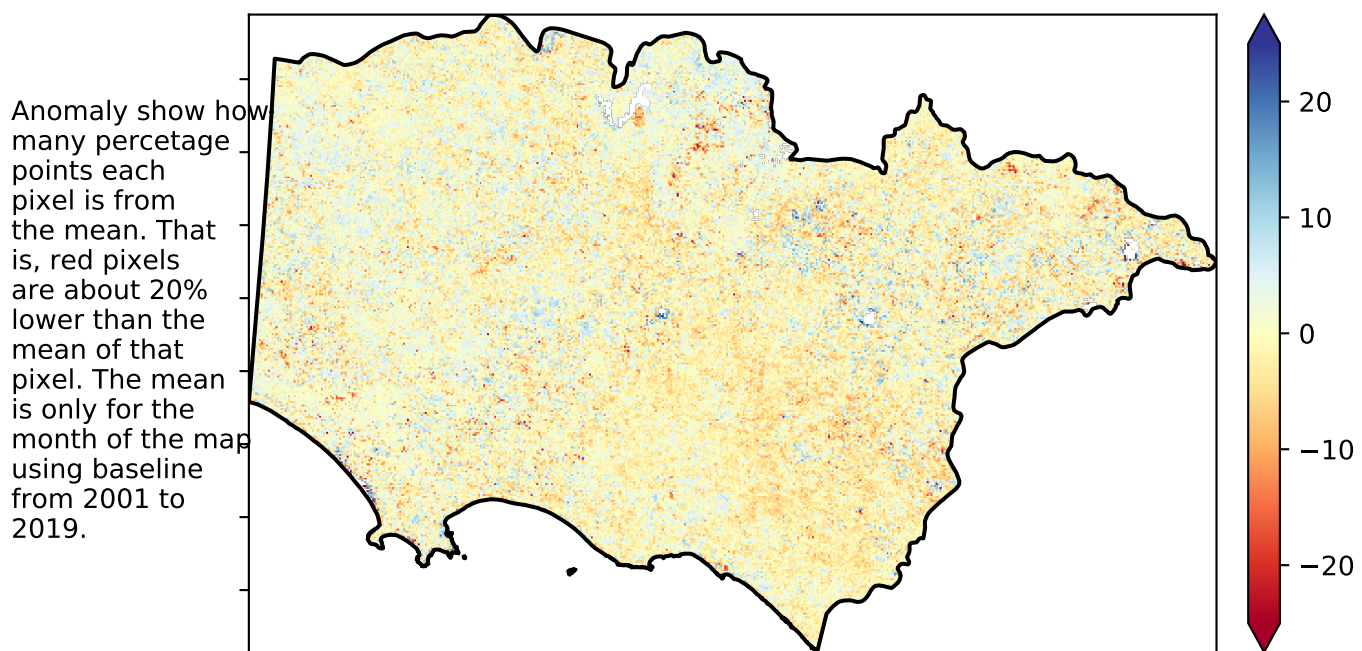 Anomaly show how
many percetage
points each
pixel is from
the mean. That
is, red pixels
are about 20%
lower than the
mean of that
pixel. The mean
is only for the
month of the map
using baseline
from 2001 to
2019.
20
10
0
−10
−20